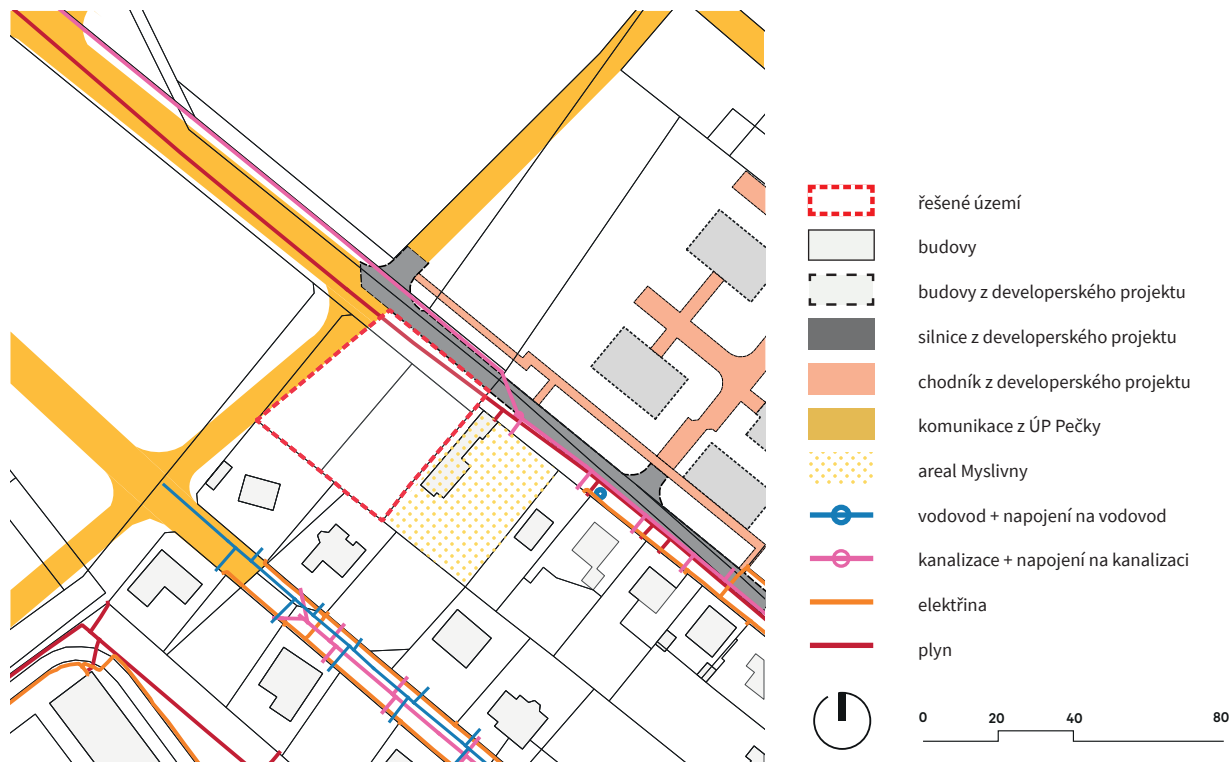 řešené území
budovy
budovy z developerského projektu
silnice z developerského projektu
chodník z developerského projektu
komunikace z ÚP Pečky
areal Myslivny
vodovod + napojení na vodovod
kanalizace + napojení na kanalizaci
elektřina
plyn
0 20 40 80